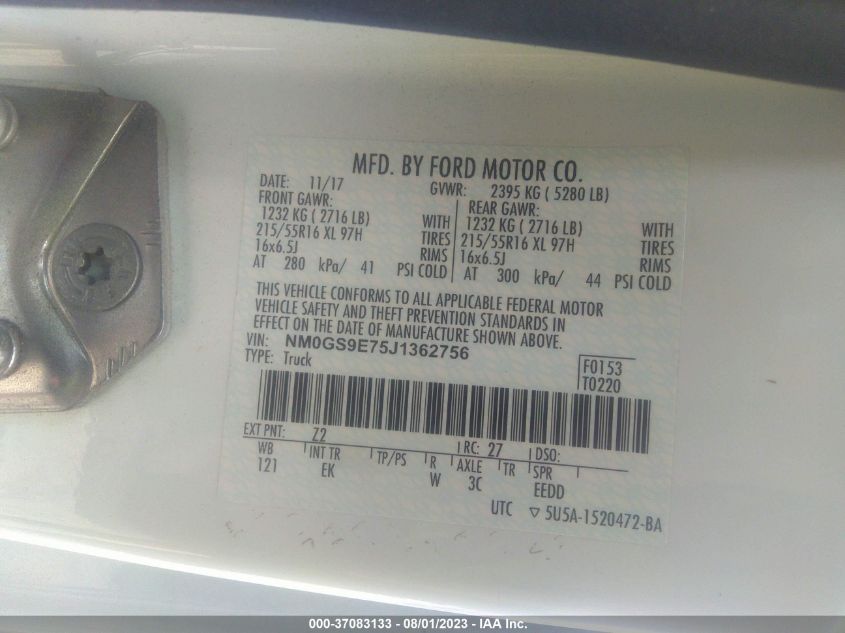 MFD. BY FORD MOTOR CO.
DATE: 11/17 GVWR: 2395 KG ( 5280 LB)
FRONT GAWR: REAR GAWR:
1232 KG ( 2716 LB) WITH 1232 KG ( 2716 LB) WITH
215/55R16 XL 97H TIRES 215/55R16 XL 97H TIRES
16x6.5J RIMS 16x6.5J RIMS
AT 280 kPa/ 41 PSI COLD AT 300 kPa/ 44 PSI COLD
THIS VEHICLE CONFORMS TO ALL APPLICABLE FEDERAL MOTOR
VEHICLE SAFETY AND THEFT PREVENTION STANDARDS IN
EFFECT ON THE DATE OF MANUFACTURE SHOWN ABOVE.
VIN: NM0GS9E75J1362756
TYPE: Truck F0153
T0220
EXT PNT: Z2 RC: 27 DSO:
WB INT TR TP/PS R AXLE TR SPR
121 EK W 3C EEDD
UTC ▽ 5U5A-1520472-BA
000-37083133 - 08/01/2023 - IAA Inc.